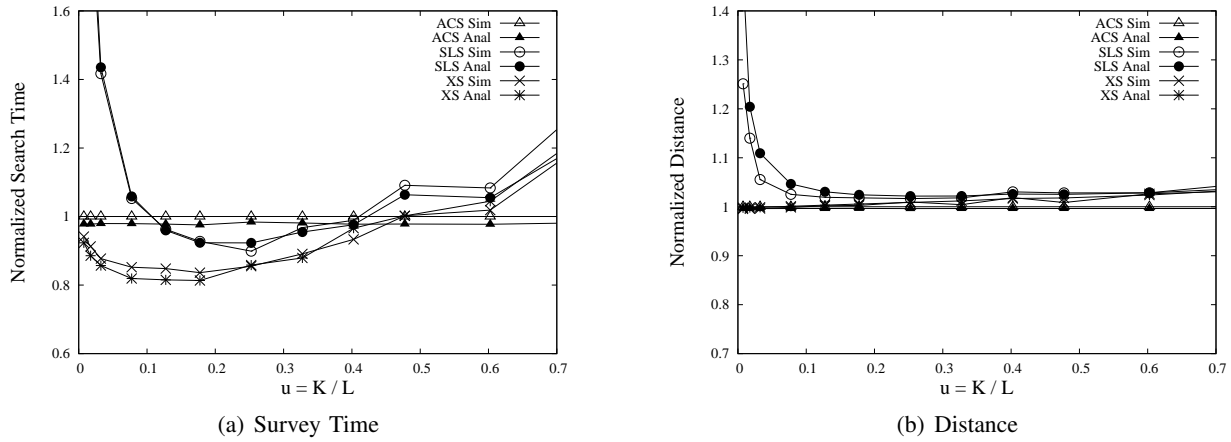 1.6
1.4
1.2
1
0.8
0.6
Normalized Search Time
ACS Sim
ACS Anal
SLS Sim
SLS Anal
XS Sim
XS Anal
0 0.1 0.2 0.3 0.4 0.5 0.6 0.7
u = K / L
(a) Survey Time
1.4
1.3
1.2
1.1
1
0.9
0.8
0.7
Normalized Distance
ACS Sim
ACS Anal
SLS Sim
SLS Anal
XS Sim
XS Anal
0 0.1 0.2 0.3 0.4 0.5 0.6 0.7
u = K / L
(b) Distance